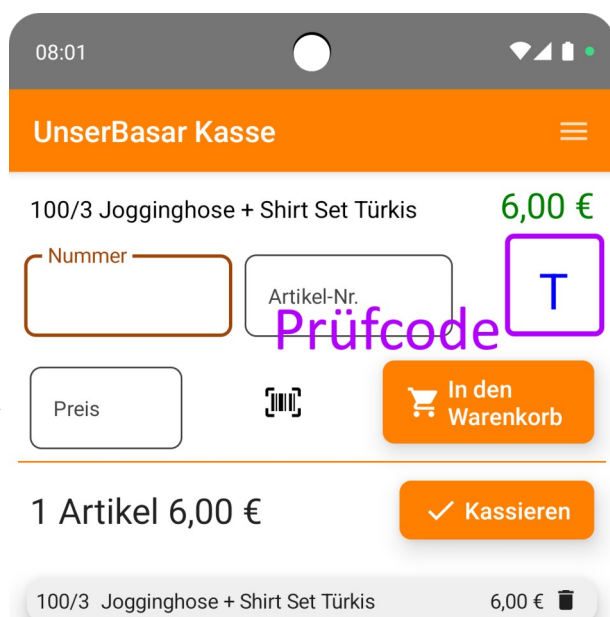 08:01
UnserBasar Kasse
100/3 Jogginghose + Shirt Set Türkis 6,00 €
Nummer
Artikel-Nr.
T
Prüfcode
Preis
In den
Warenkorb
1 Artikel 6,00 €
Kassieren
100/3 Jogginghose + Shirt Set Türkis 6,00 €